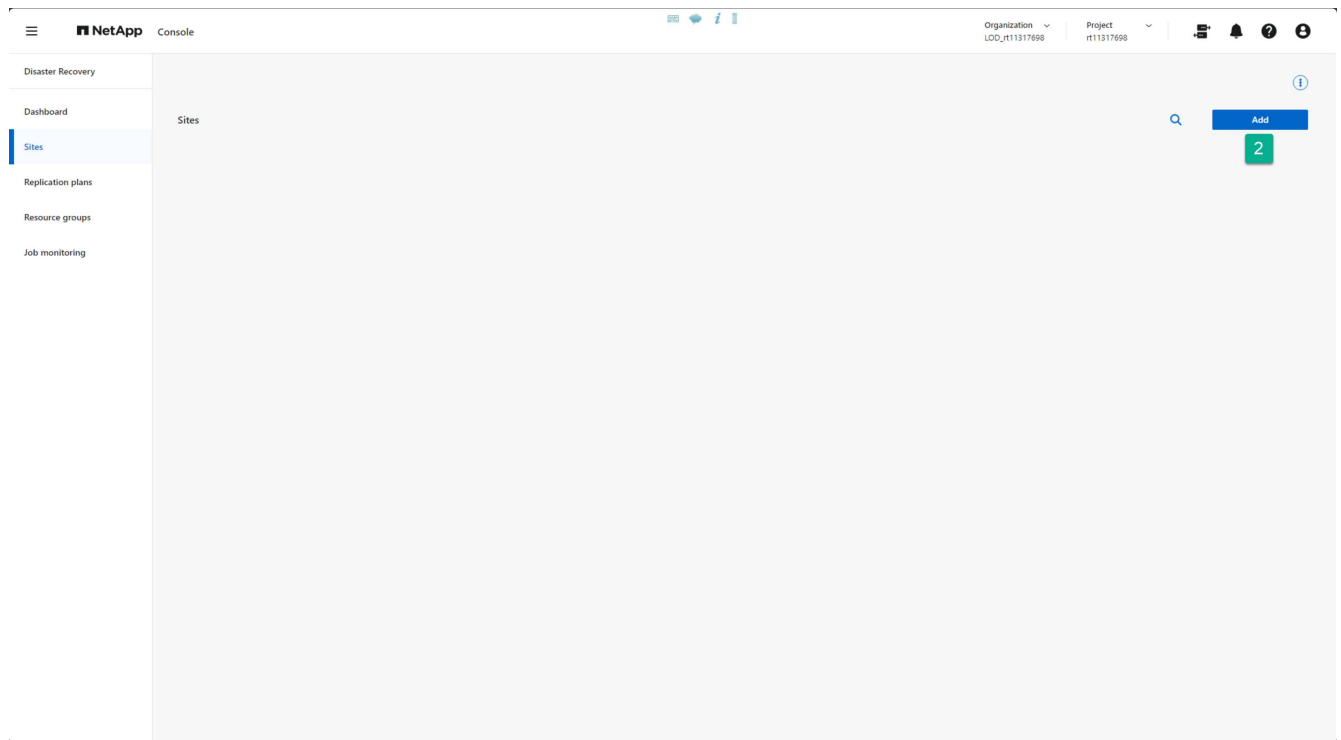 NetApp Console
Organization
LOD_rt11317698
Project
rt11317698
Disaster Recovery
Dashboard
Sites
Replication plans
Resource groups
Job monitoring
Sites
Add
2